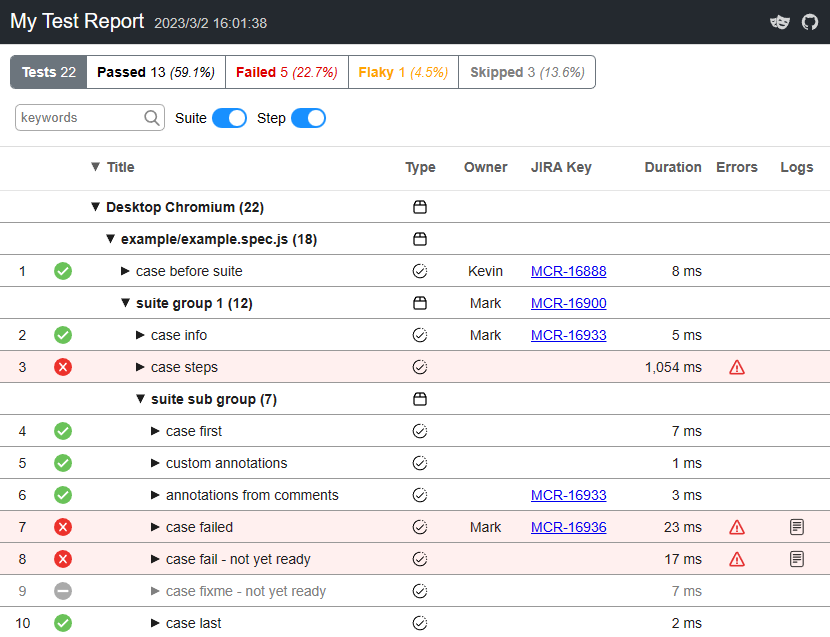 My Test Report 2023/3/2 16:01:38
Tests 22 Passed 13 (59.1%) Failed 5 (22.7%) Flaky 1 (4.5%) Skipped 3 (13.6%)
keywords Suite Step
▼ Title Type Owner JIRA Key Duration Errors Logs
▼ Desktop Chromium (22)
▼ example/example.spec.js (18)
1 ▶ case before suite Kevin MCR-16888 8 ms
▼ suite group 1 (12) Mark MCR-16900
2 ▶ case info Mark MCR-16933 5 ms
3 ▶ case steps 1,054 ms
▼ suite sub group (7)
4 ▶ case first 7 ms
5 ▶ custom annotations 1 ms
6 ▶ annotations from comments MCR-16933 3 ms
7 ▶ case failed Mark MCR-16936 23 ms
8 ▶ case fail - not yet ready 17 ms
9 ▶ case fixme - not yet ready 7 ms
10 ▶ case last 2 ms